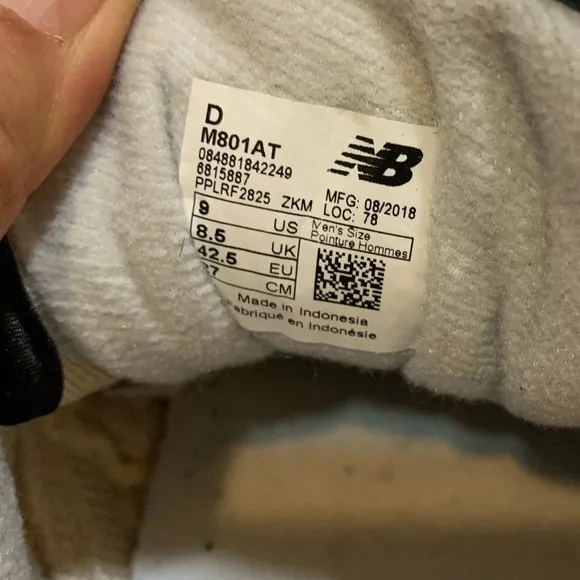 D
M801AT
084881842249
6815887
PPLRF2825 ZKM
NB
MFG: 08/2018
LOC: 78
9 US
8.5 UK
42.5 EU
CM
Men's Size
Pointure Hommes
Made in Indonesia
Fabriqué en Indonésie